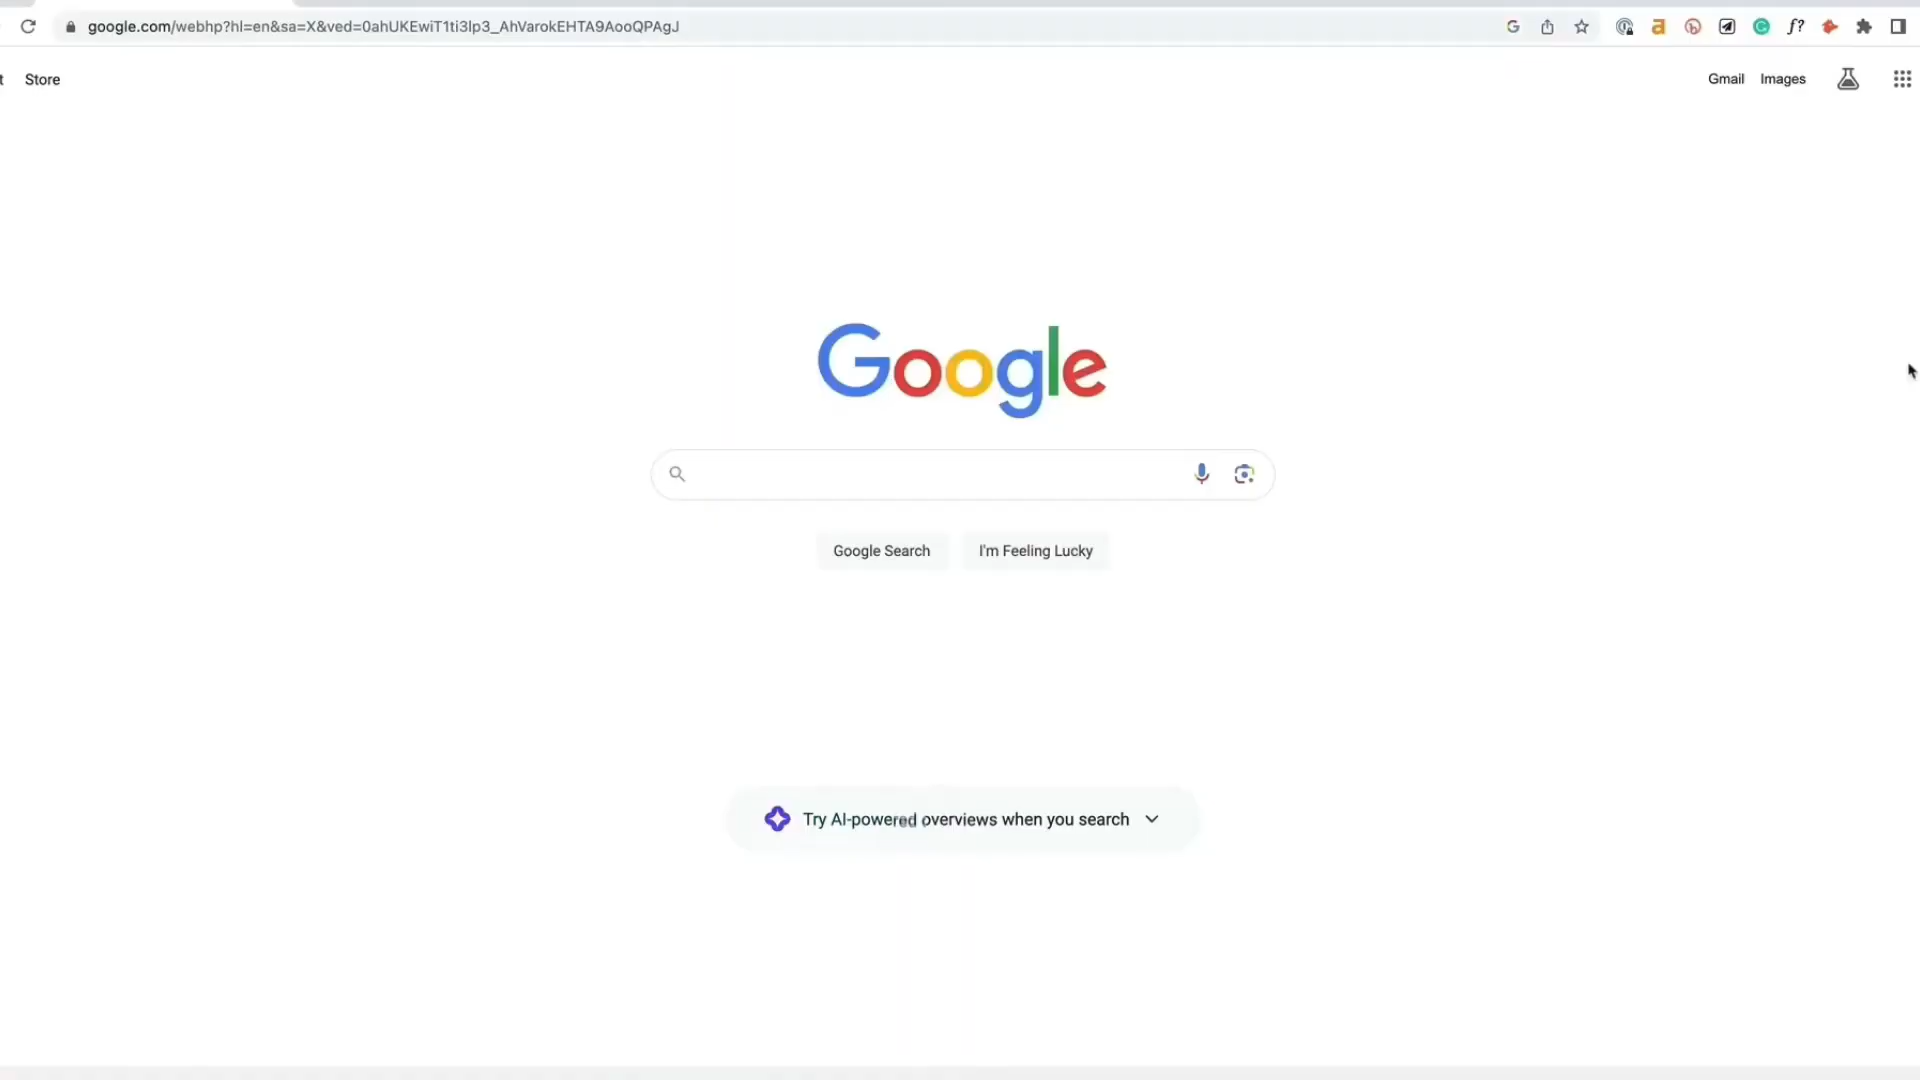 google.com/webhp?hl=en&sa=X&ved=0ahUKEwiT1ti3lp3_AhVarokEHTA9AooQPAgJ
t Store
Gmail Images
Google
Google Search I'm Feeling Lucky
Try AI-powered overviews when you search